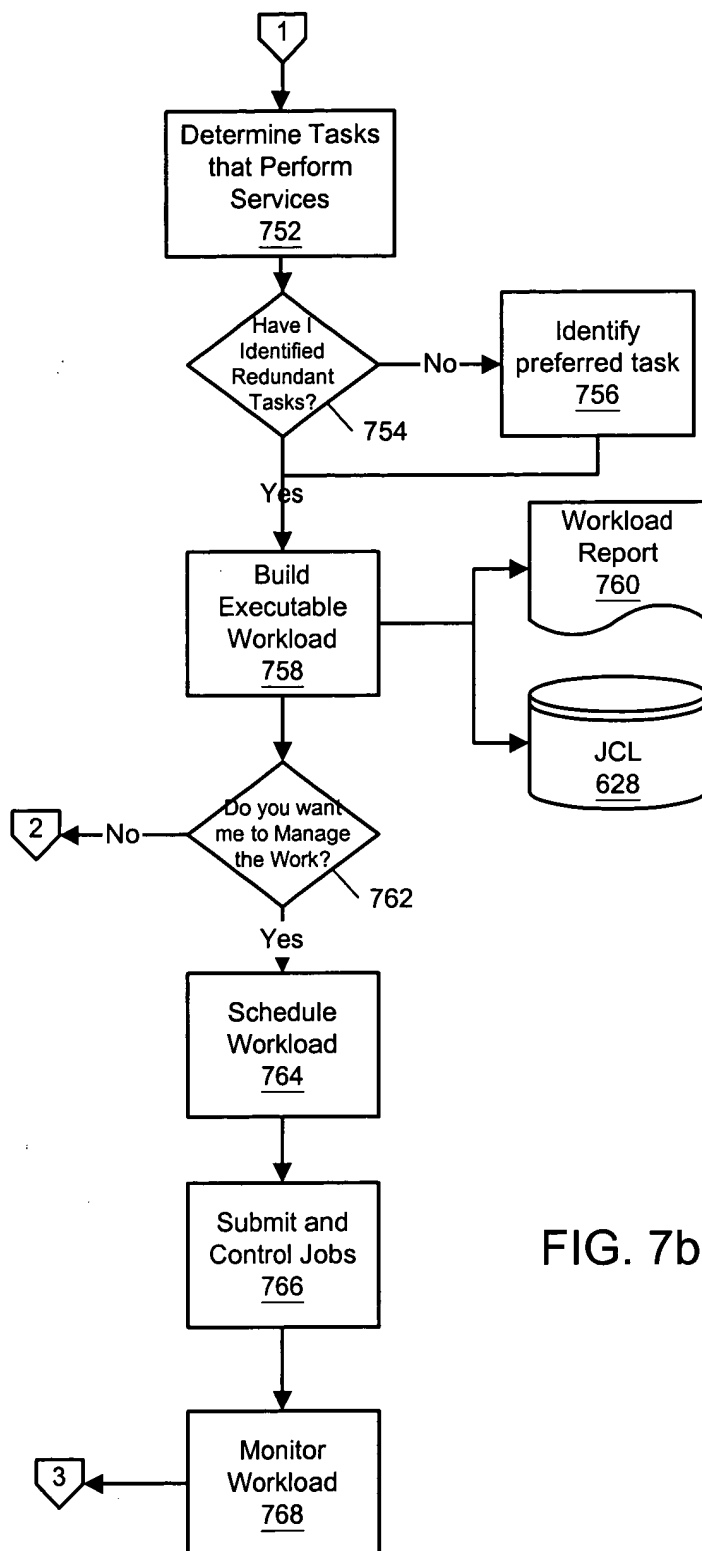 1
Determine Tasks
that Perform
Services
752
Have I
Identified
Redundant
Tasks?
754
No
Identify
preferred task
756
Yes
Build
Executable
Workload
758
Workload
Report
760
JCL
628
Do you want
me to Manage
the Work?
762
No
2
Yes
Schedule
Workload
764
Submit and
Control Jobs
766
FIG. 7b
Monitor
Workload
768
3